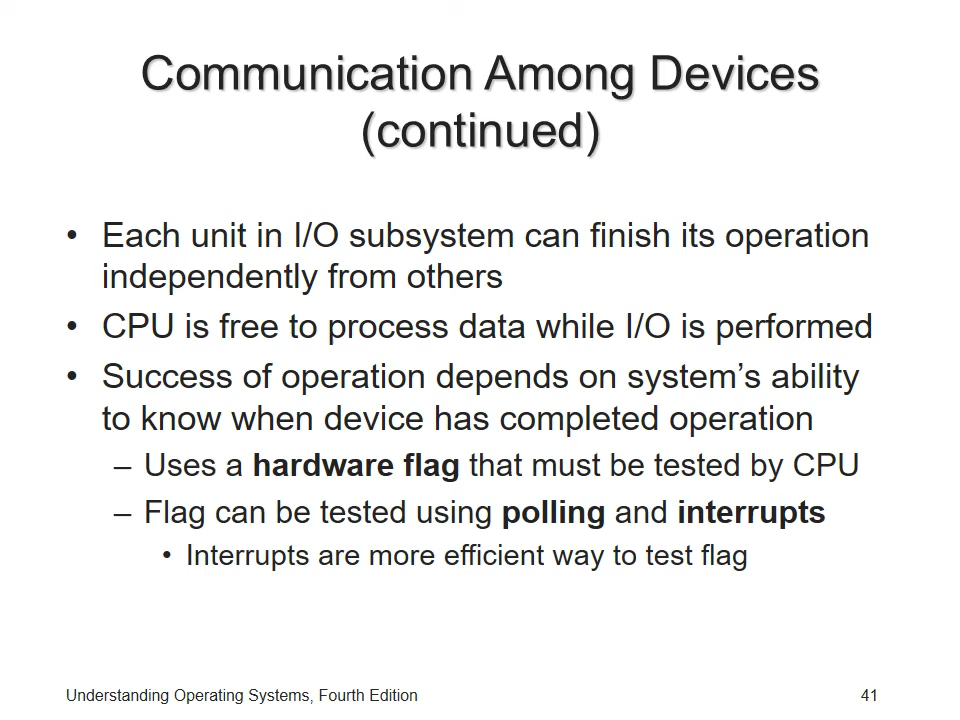 Communication Among Devices
(continued)
• Each unit in I/O subsystem can finish its operation
independently from others
• CPU is free to process data while I/O is performed
• Success of operation depends on system’s ability
to know when device has completed operation
– Uses a hardware flag that must be tested by CPU
– Flag can be tested using polling and interrupts
• Interrupts are more efficient way to test flag
Understanding Operating Systems, Fourth Edition 41